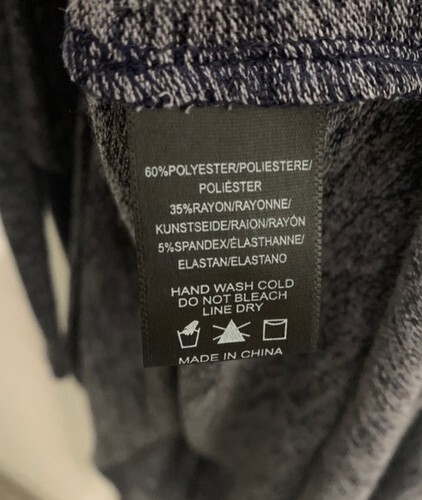 60%POLYESTER/POLIESTERE/
POLIÉSTER
35%RAYON/RAYONNE/
KUNSTSEIDE/RAION/RAYÓN
5%SPANDEX/ÉLASTHANNE/
ELASTAN/ELASTANO
HAND WASH COLD
DO NOT BLEACH
LINE DRY
MADE IN CHINA